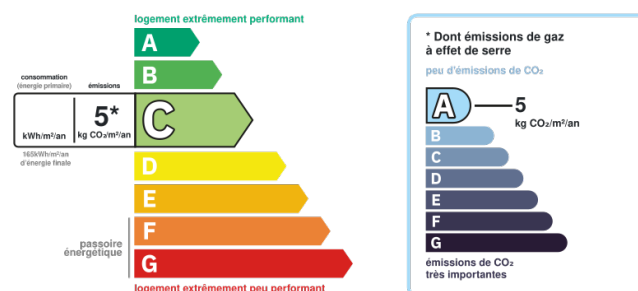 logement extrêmement performant
A
B
consommation
(énergie primaire)
émissions
5*
kWh/m²/an
kg CO₂/m²/an
C
165kWh/m²/an
d'énergie finale
D
E
F
passoire
énergétique
G
logement extrêmement peu performant
* Dont émissions de gaz
à effet de serre
peu d'émissions de CO₂
A
5
kg CO₂/m²/an
B
C
D
E
F
G
émissions de CO₂
très importantes